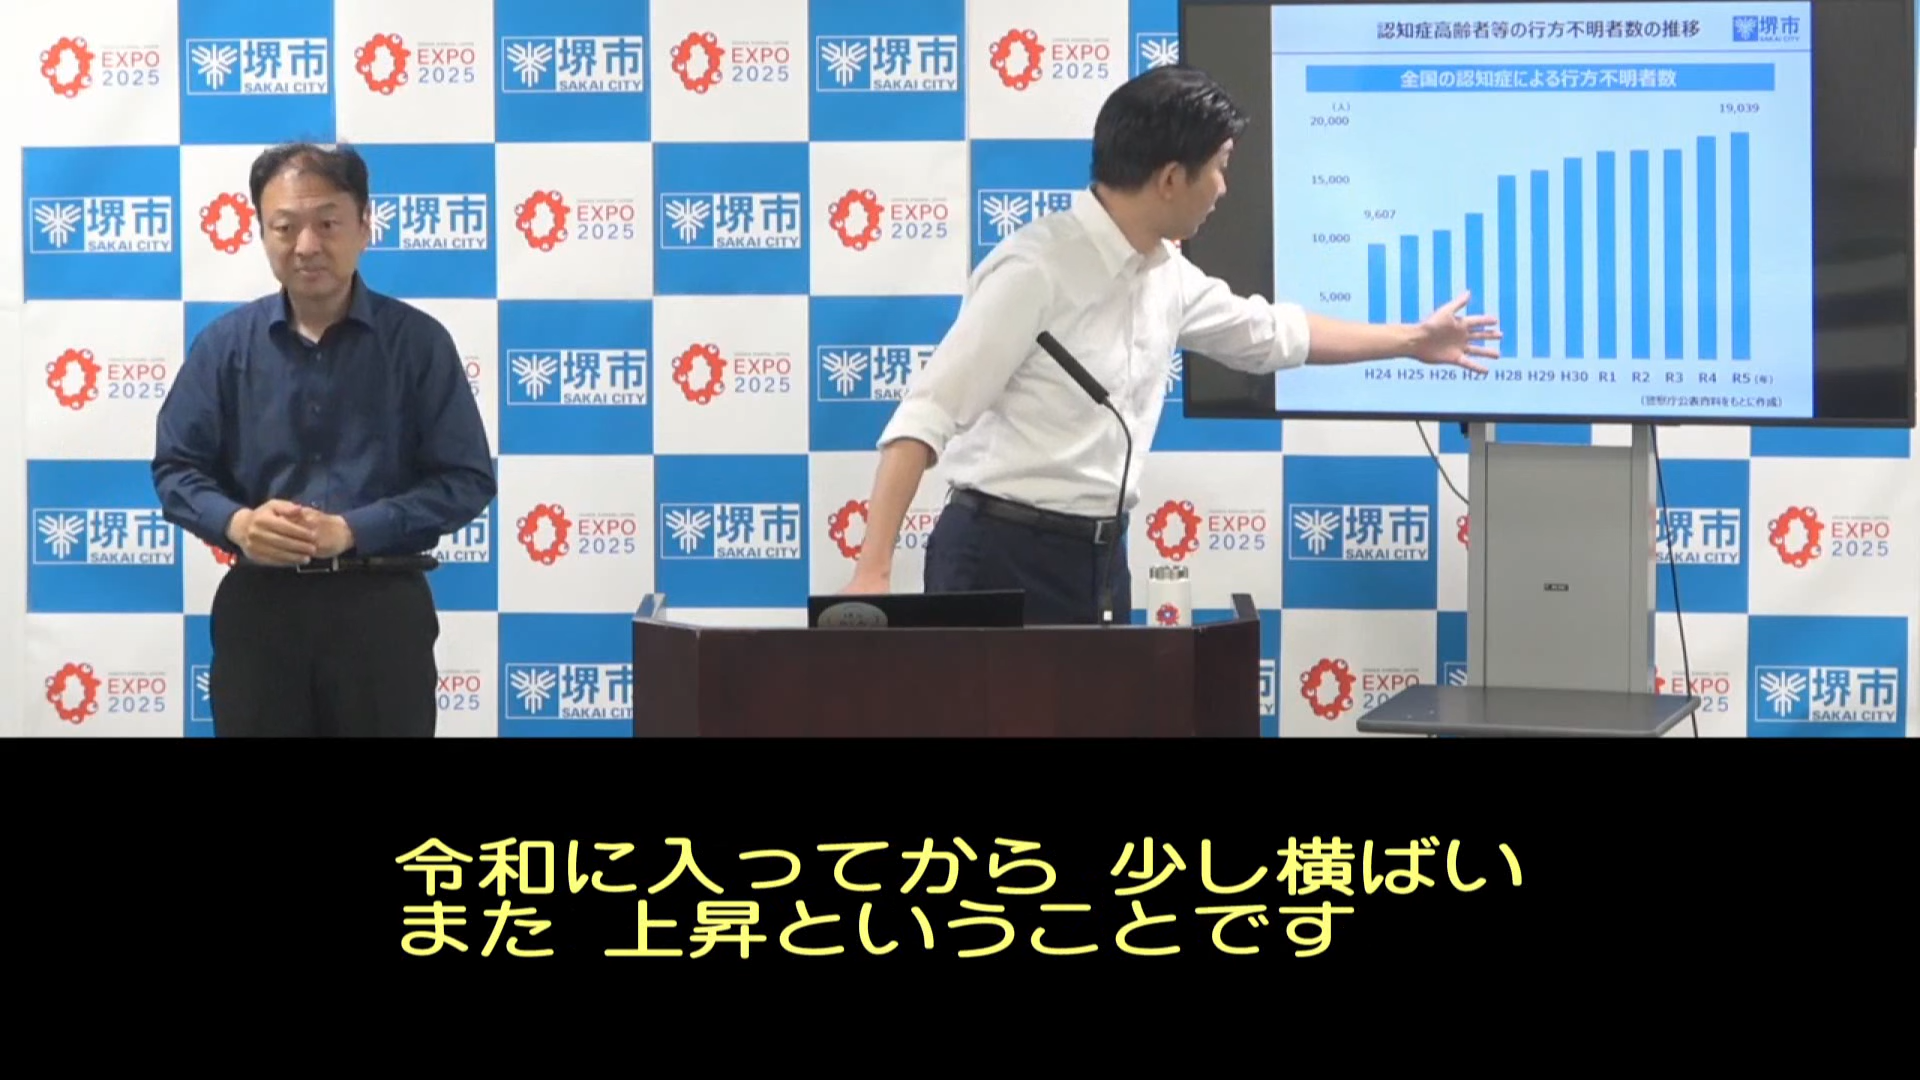 認知症高齢者等の行方不明者数の推移
堺市
SAKAI CITY
全国の認知症による行方不明者数
(人)
20,000
15,000
10,000
5,000
9,607
19,039
H24 H25 H26 H27 H28 H29 H30 R1 R2 R3 R4 R5 (年)
(警察庁公表資料をもとに作成)
EXPO
2025
堺市
SAKAI CITY
令和に入ってから 少し横ばい
また 上昇ということです